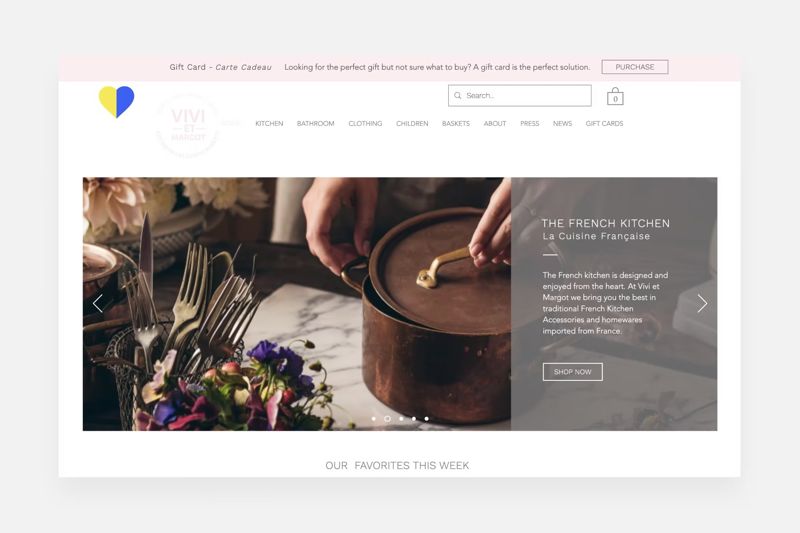 Gift Card - Carte Cadeau Looking for the perfect gift but not sure what to buy? A gift card is the perfect solution. PURCHASE
Search..
0
VIVI
ET
MARGOT
KITCHEN BATHROOM CLOTHING CHILDREN BASKETS ABOUT PRESS NEWS GIFT CARDS
THE FRENCH KITCHEN
La Cuisine Française
The French kitchen is designed and
enjoyed from the heart. At Vivi et
Margot we bring you the best in
traditional French Kitchen
Accessories and homewares
imported from France.
SHOP NOW
OUR FAVORITES THIS WEEK